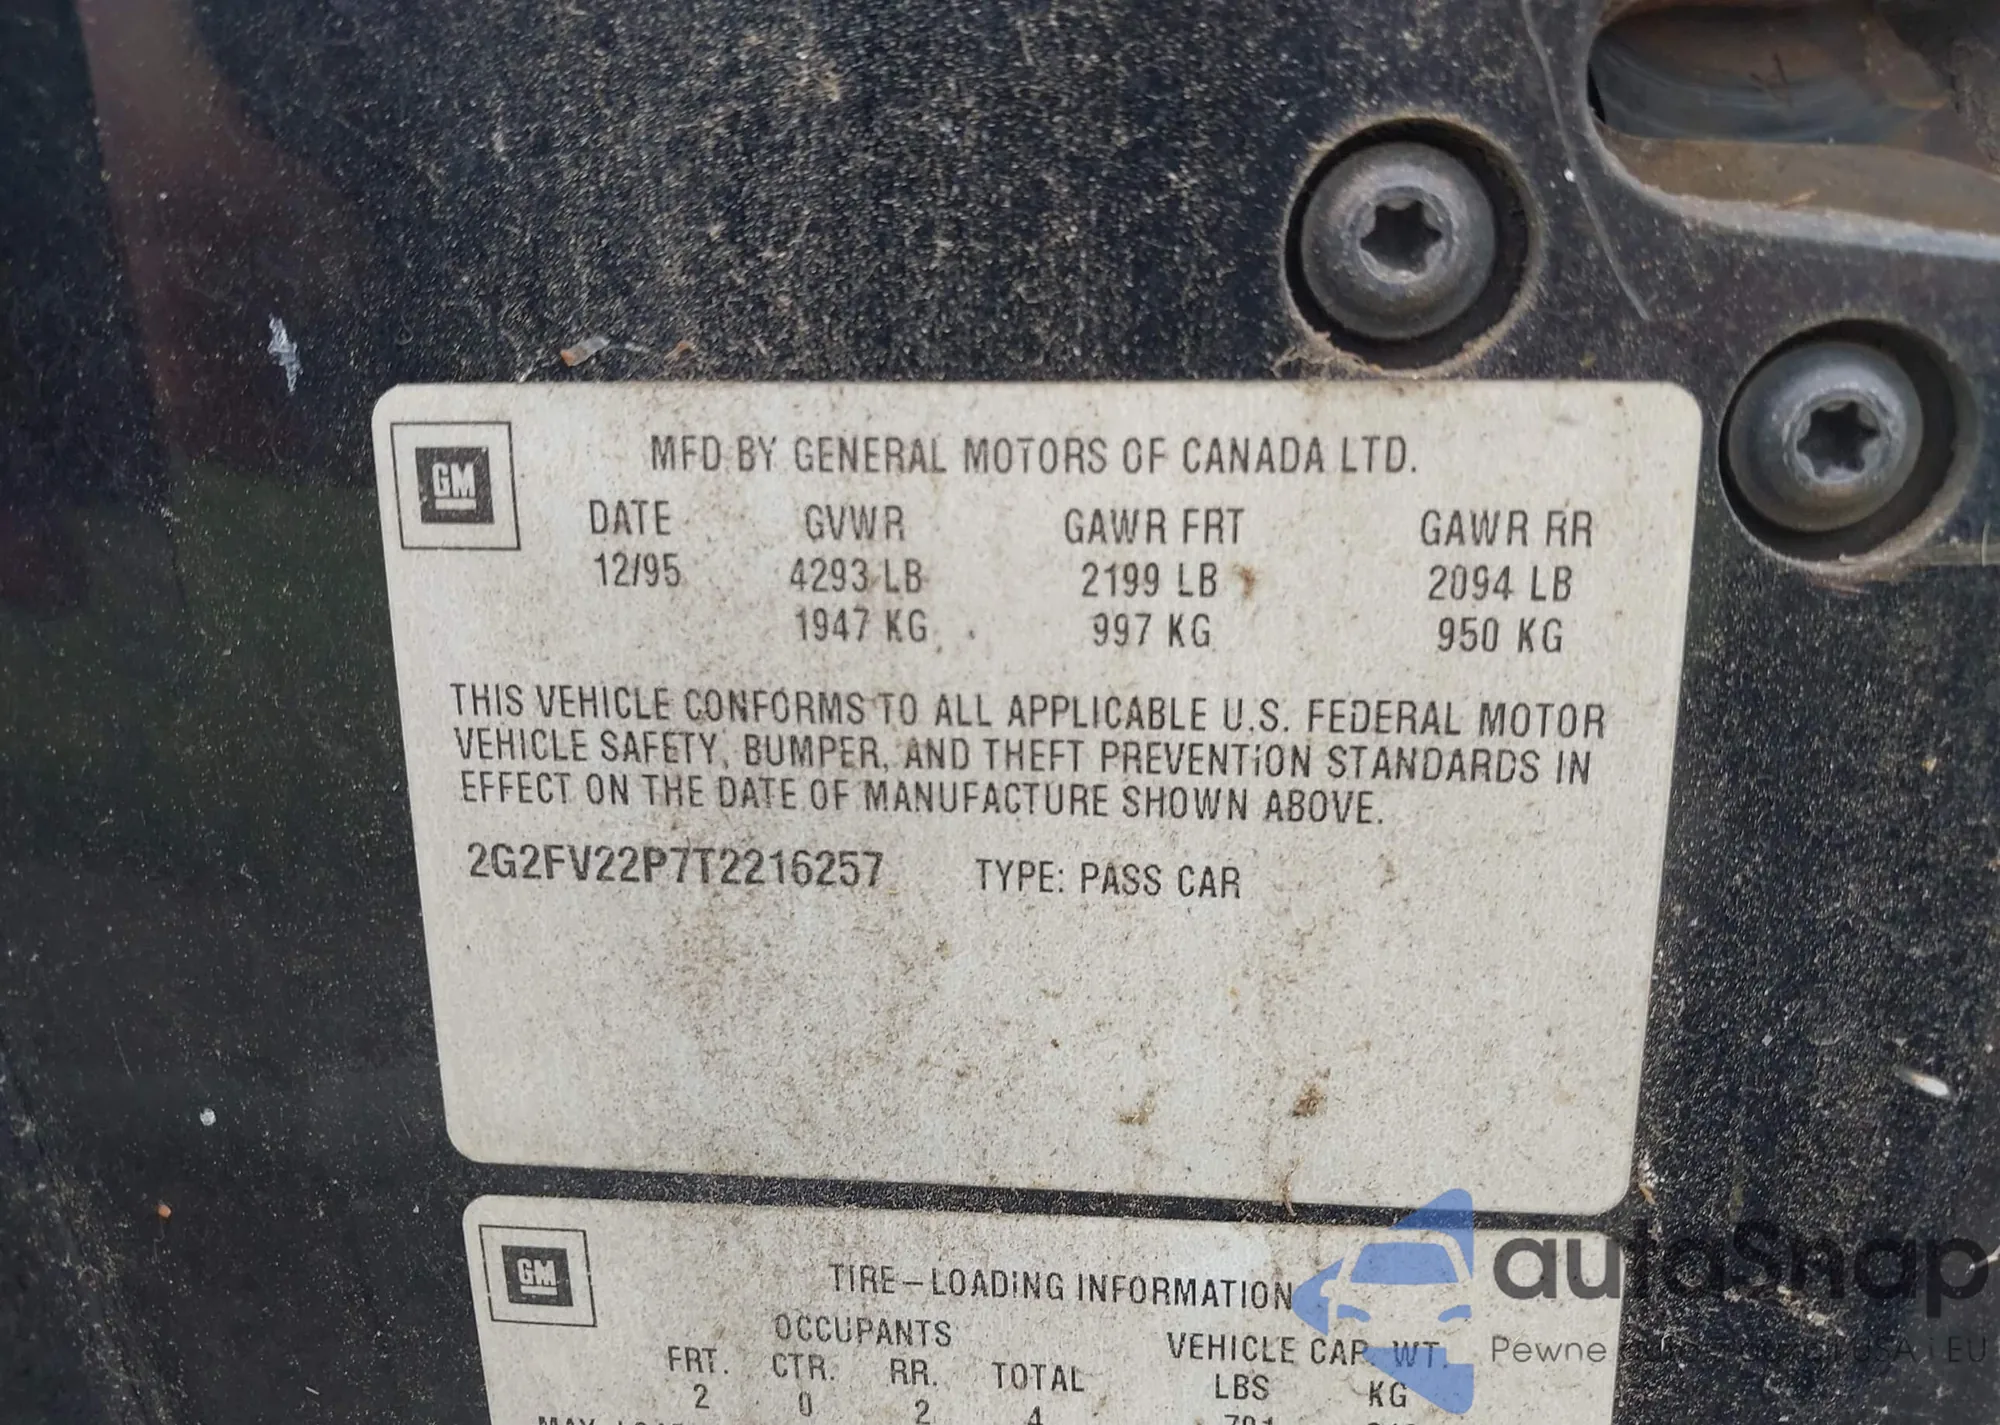 GM
MFD BY GENERAL MOTORS OF CANADA LTD.
DATE GVWR GAWR FRT GAWR RR
12/95 4293 LB 2199 LB 2094 LB
1947 KG 997 KG 950 KG
THIS VEHICLE CONFORMS TO ALL APPLICABLE U.S. FEDERAL MOTOR
VEHICLE SAFETY, BUMPER, AND THEFT PREVENTION STANDARDS IN
EFFECT ON THE DATE OF MANUFACTURE SHOWN ABOVE.
2G2FV22P7T2216257 TYPE: PASS CAR
GM
TIRE-LOADING INFORMATION
OCCUPANTS VEHICLE CAP. WT.
FRT. CTR. RR. TOTAL LBS KG
2 0 2 4
autoSnap
Pewne USA i EU